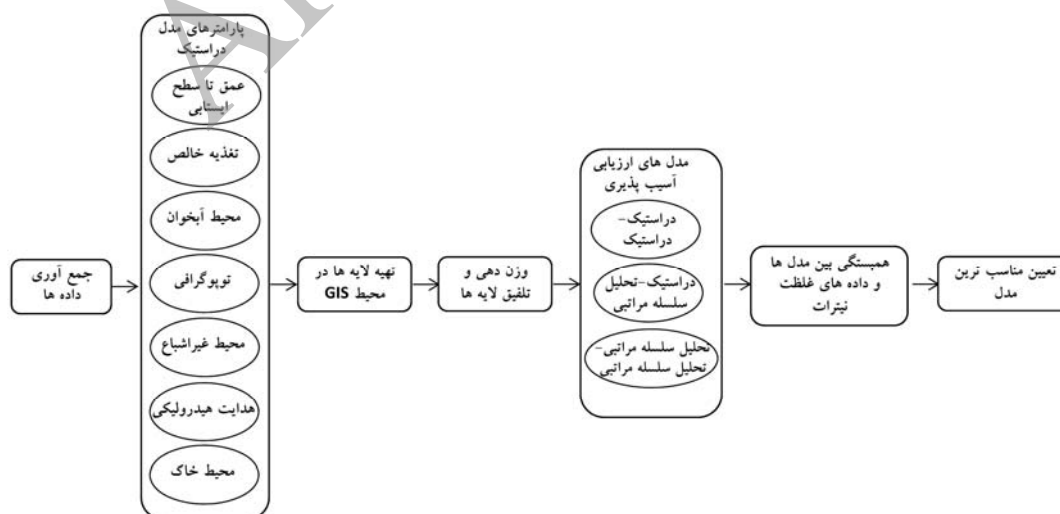 جمع آوری
داده ها
پارامترهای مدل
دراستیک
عمق تا سطح
ایستابی
تغذیه خالص
محیط آبخوان
توپوگرافی
محیط غیراشباع
هدایت هیدرولیکی
محیط خاک
تهیه لایه ها در
محیط GIS
وزن دهی و
تلفیق لایه ها
مدل های ارزیابی
آسیب پذیری
دراستیک-
دراستیک
دراستیک-تحلیل
سلسله مراتبی
تحلیل سلسله مراتبی-
تحلیل سلسله مراتبی
همبستگی بین مدل ها
و داده های غلظت
نیترات
تعیین مناسب ترین
مدل